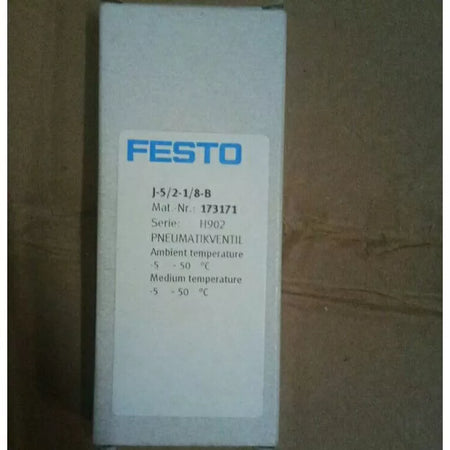 FESTO
J-5/2-1/8-B
Mat.-Nr.: 173171
Serie: H902
PNEUMATIKVENTIL
Ambient temperature
-5 - 50 °C
Medium temperature
-5 - 50 °C